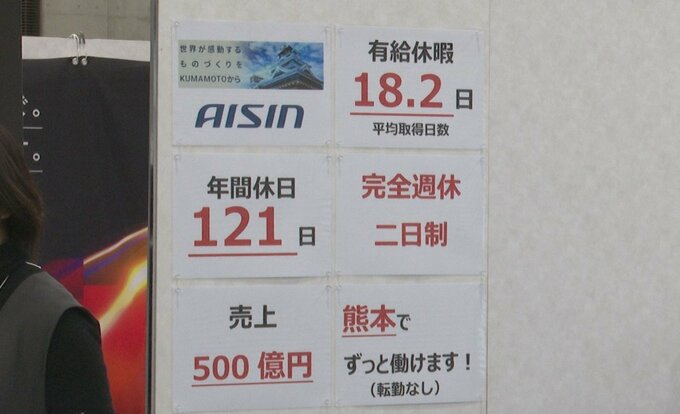 世界が感動する
ものづくりを
KUMAMOTOから
AISIN
有給休暇
18.2日
平均取得日数
年間休日
121日
完全週休
二日制
売上
500億円
熊本で
ずっと働けます！
（転勤なし）